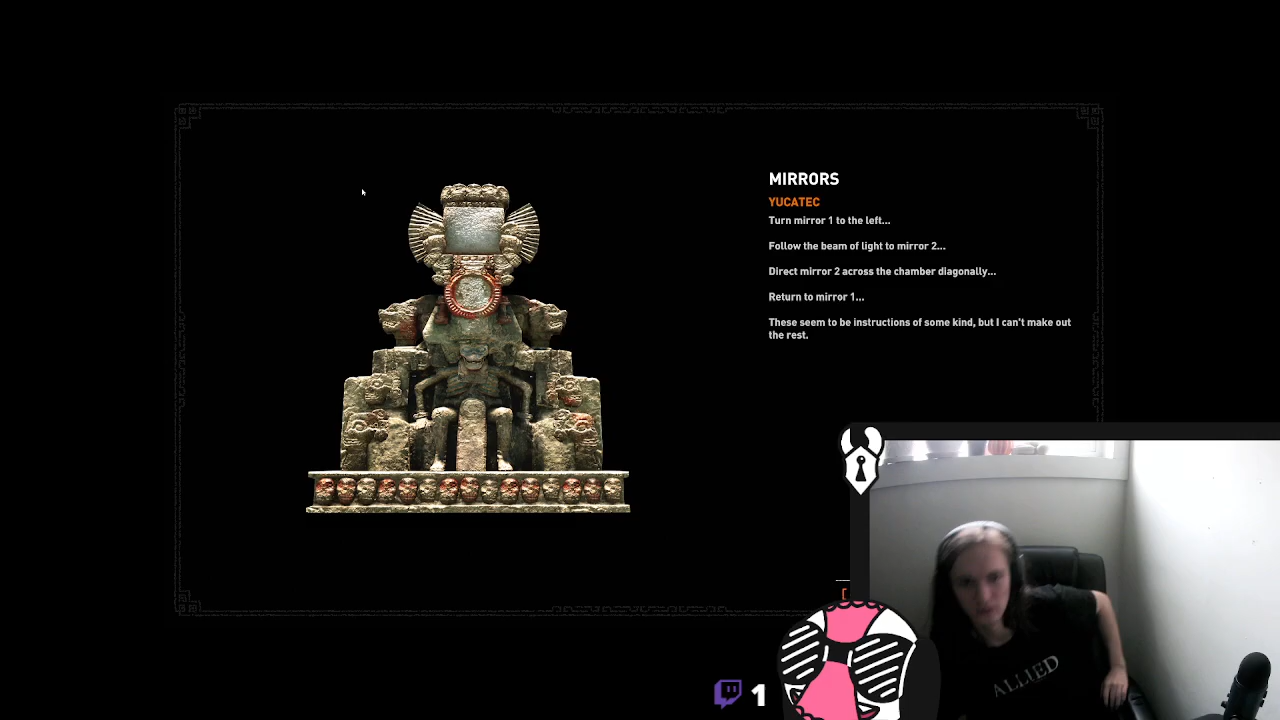 MIRRORS
YUCATEC
Turn mirror 1 to the left...
Follow the beam of light to mirror 2...
Direct mirror 2 across the chamber diagonally...
Return to mirror 1...
These seem to be instructions of some kind, but I can't make out
the rest.
ALLIED
1